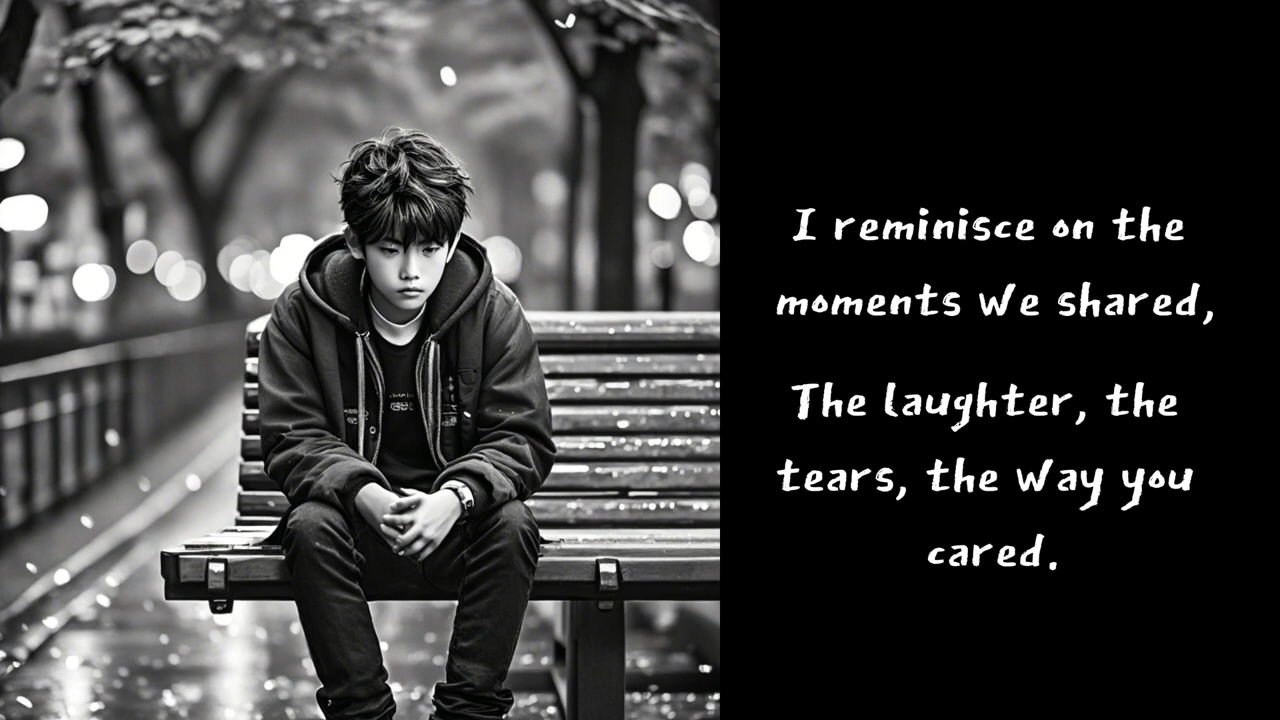 I reminisce on the
moments we shared,
The laughter, the
tears, the way you
cared.